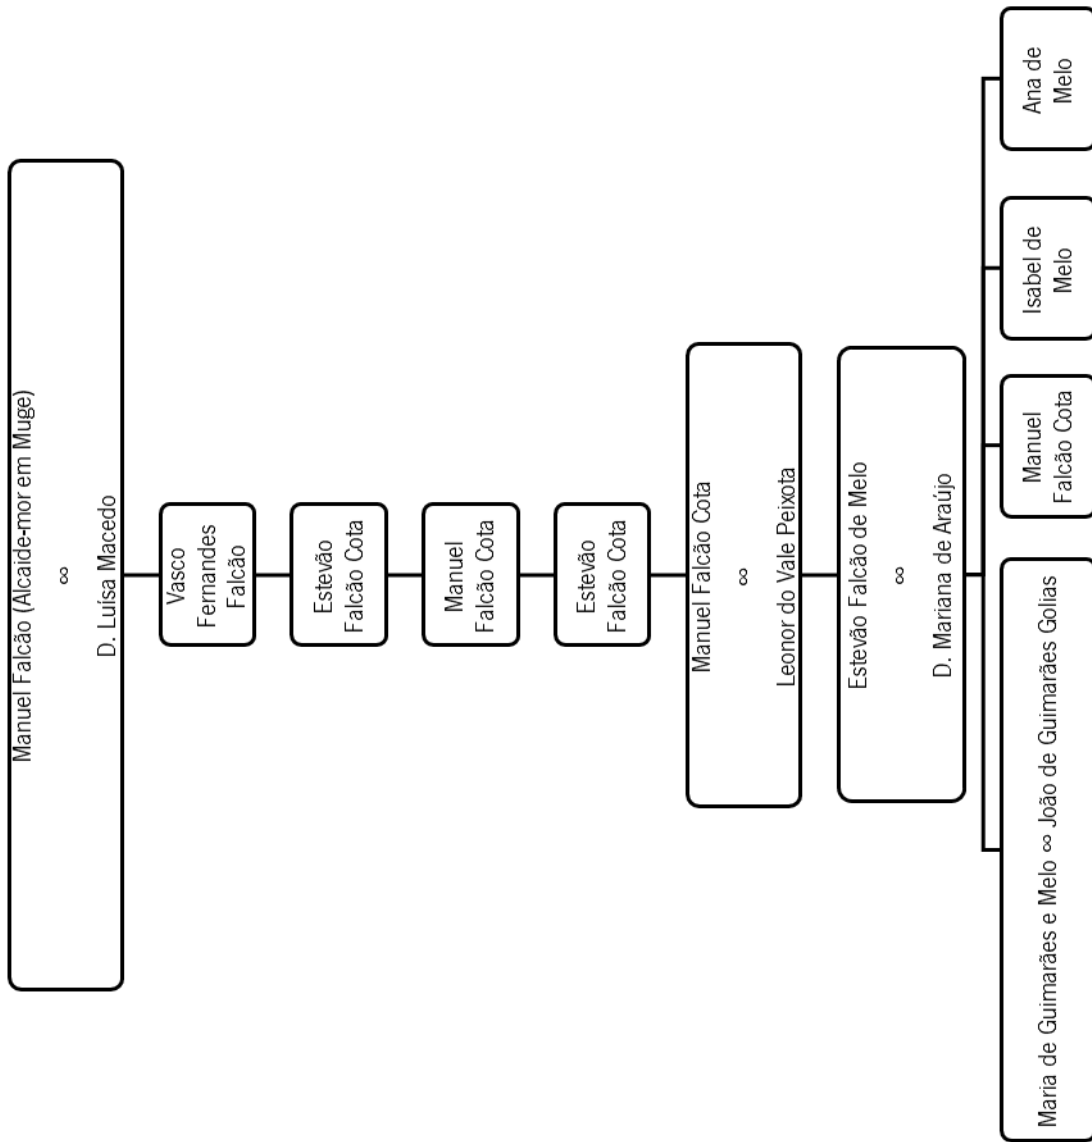 Manuel Falcão (Alcaide-mor em Muge)
∞
D. Luísa Macedo
Vasco
Fernandes
Falcão
Estevão
Falcão Cota
Manuel
Falcão Cota
Estevão
Falcão Cota
Manuel Falcão Cota
∞
Leonor do Vale Peixota
Estevão Falcão de Melo
∞
D. Mariana de Araújo
Maria de Guimarães e Melo ∞ João de Guimarães Golias
Manuel
Falcão Cota
Isabel de
Melo
Ana de
Melo